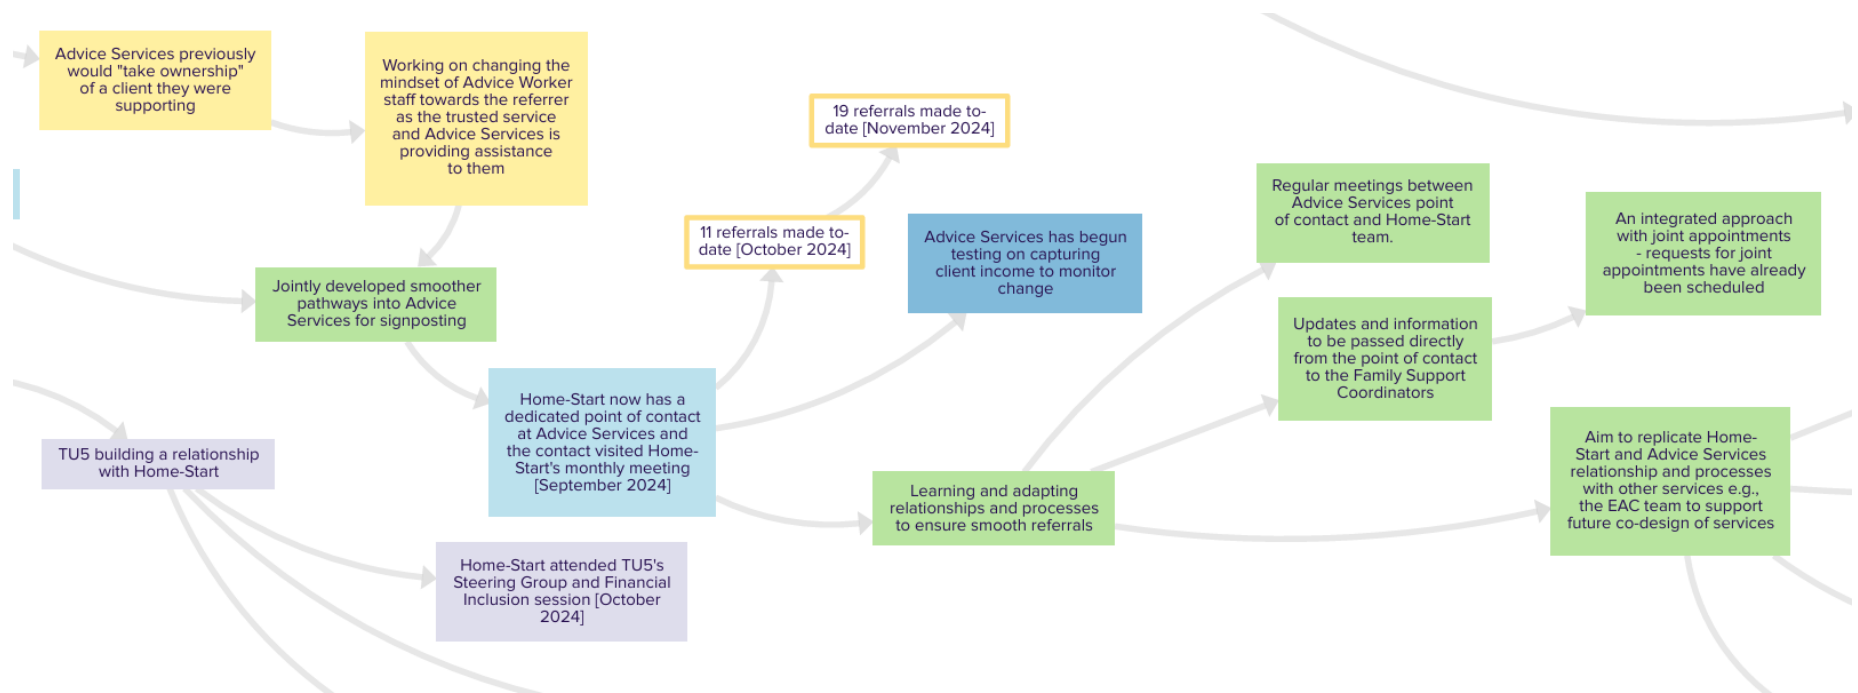 Advice Services previously
would "take ownership"
of a client they were
supporting
Working on changing the
mindset of Advice Worker
staff towards the referrer
as the trusted service
and Advice Services is
providing assistance
to them
19 referrals made to-
date [November 2024]
11 referrals made to-
date [October 2024]
Advice Services has begun
testing on capturing
client income to monitor
change
Regular meetings between
Advice Services point
of contact and Home-Start
team.
An integrated approach
with joint appointments
- requests for joint
appointments have already
been scheduled
Jointly developed smoother
pathways into Advice
Services for signposting
Updates and information
to be passed directly
from the point of contact
to the Family Support
Coordinators
Home-Start now has a
dedicated point of contact
at Advice Services and
the contact visited Home-
Start's monthly meeting
[September 2024]
TU5 building a relationship
with Home-Start
Learning and adapting
relationships and processes
to ensure smooth referrals
Aim to replicate Home-
Start and Advice Services
relationship and processes
with other services e.g.,
the EAC team to support
future co-design of services
Home-Start attended TU5's
Steering Group and Financial
Inclusion session [October
2024]